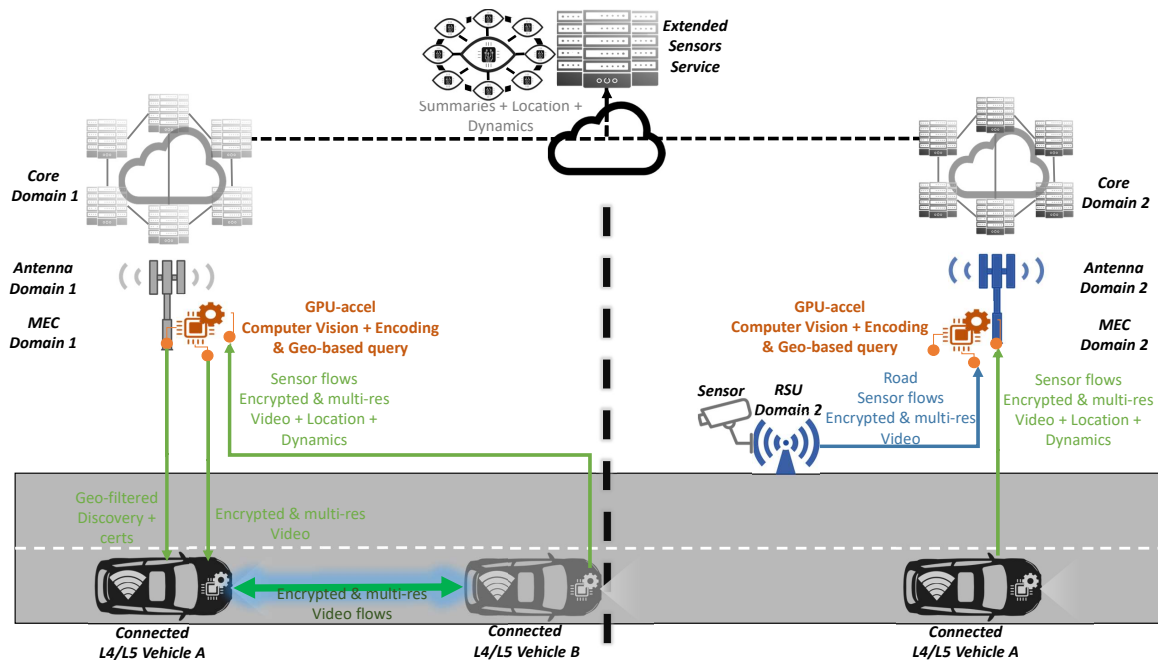 Extended
Sensors
Service
Summaries + Location +
Dynamics
Core
Domain 1
Core
Domain 2
Antenna
Domain 1
MEC
Domain 1
GPU-accel
Computer Vision + Encoding
& Geo-based query
Sensor flows
Encrypted & multi-res
Video + Location +
Dynamics
GPU-accel
Computer Vision + Encoding
& Geo-based query
Antenna
Domain 2
MEC
Domain 2
Sensor
RSU
Domain 2
Road
Sensor flows
Encrypted & multi-res
Video
Sensor flows
Encrypted & multi-res
Video + Location +
Dynamics
Geo-filtered
Discovery +
certs
Encrypted & multi-res
Video
Encrypted & multi-res
Video flows
Connected
L4/L5 Vehicle A
Connected
L4/L5 Vehicle B
Connected
L4/L5 Vehicle A